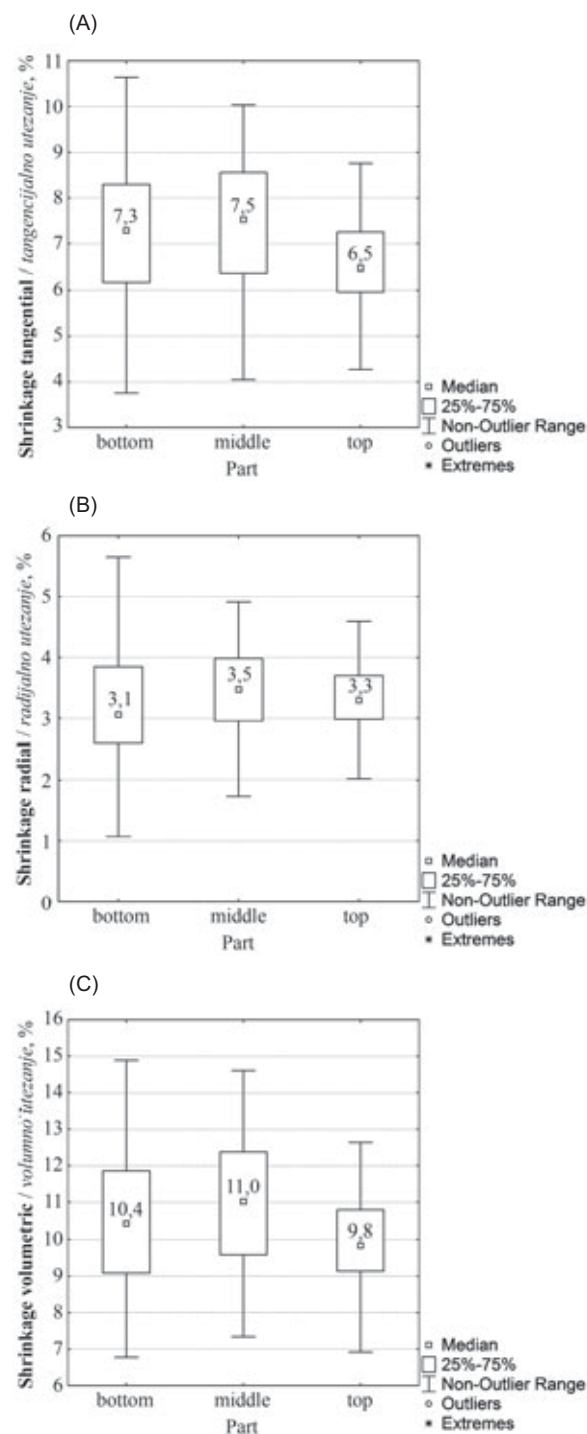 (A)
Shrinkage tangential / tangencijalno utezanje, %
11
10
9
8
7
6
5
4
3
7,3
7,5
6,5
bottom middle top
Part
Median
25%-75%
Non-Outlier Range
Outliers
Extremes
(B)
Shrinkage radial / radijalno utezanje, %
6
5
4
3
2
1
0
3,1
3,5
3,3
bottom middle top
Part
Median
25%-75%
Non-Outlier Range
Outliers
Extremes
(C)
Shrinkage volumetric / volumno utezanje, %
16
15
14
13
12
11
10
9
8
7
6
10,4
11,0
9,8
bottom middle top
Part
Median
25%-75%
Non-Outlier Range
Outliers
Extremes